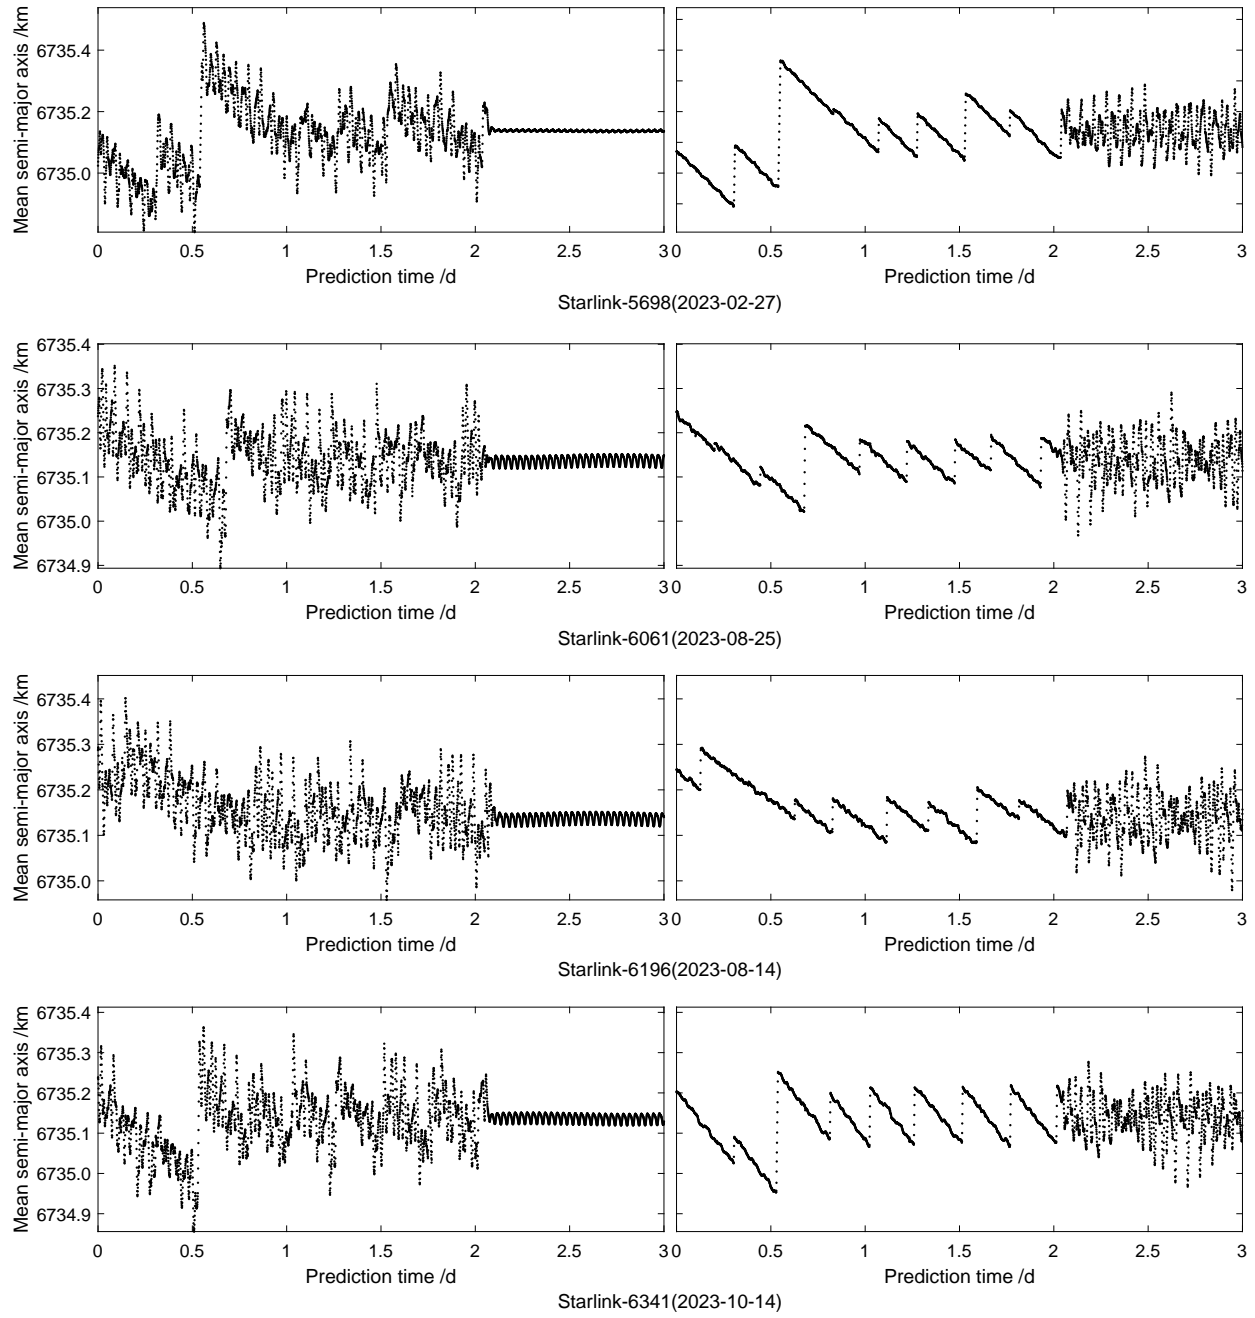 Mean semi-major axis /km
6735.4
6735.2
6735.0
0 0.5 1 1.5 2 2.5 3 0 0.5 1 1.5 2 2.5 3
Prediction time /d Prediction time /d
Starlink-5698(2023-02-27)
Mean semi-major axis /km
6735.4
6735.3
6735.2
6735.1
6735.0
6734.9
0 0.5 1 1.5 2 2.5 3 0 0.5 1 1.5 2 2.5 3
Prediction time /d Prediction time /d
Starlink-6061(2023-08-25)
Mean semi-major axis /km
6735.4
6735.3
6735.2
6735.1
6735.0
0 0.5 1 1.5 2 2.5 3 0 0.5 1 1.5 2 2.5 3
Prediction time /d Prediction time /d
Starlink-6196(2023-08-14)
Mean semi-major axis /km
6735.4
6735.3
6735.2
6735.1
6735.0
6734.9
0 0.5 1 1.5 2 2.5 3 0 0.5 1 1.5 2 2.5 3
Prediction time /d Prediction time /d
Starlink-6341(2023-10-14)